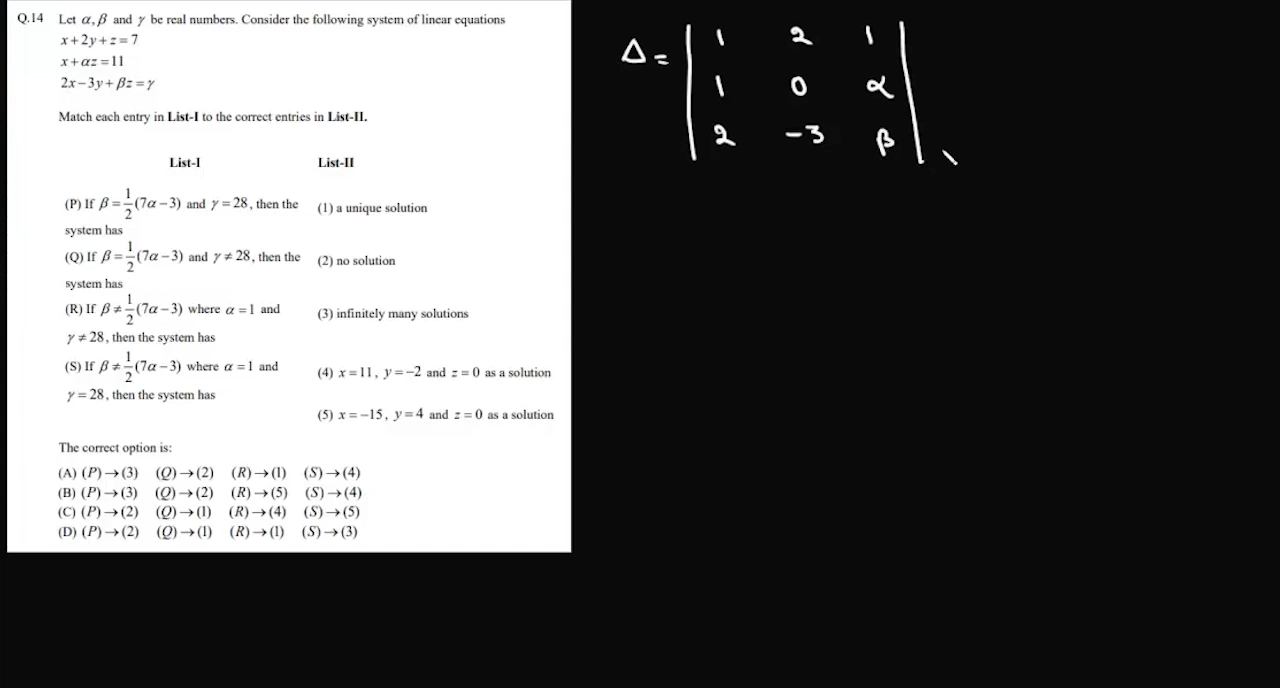 Q.14 Let α, β and γ be real numbers. Consider the following system of linear equations
x+2y+z=7
x+αz=11
2x−3y+βz=γ
Match each entry in List-I to the correct entries in List-II.
List-I List-II
(P) If β=1/2(7α−3) and γ=28, then the system has (1) a unique solution
(Q) If β=1/2(7α−3) and γ≠28, then the system has (2) no solution
(R) If β≠1/2(7α−3) where α=1 and γ≠28, then the system has (3) infinitely many solutions
(S) If β≠1/2(7α−3) where α=1 and γ=28, then the system has (4) x=11, y=−2 and z=0 as a solution
(5) x=−15, y=4 and z=0 as a solution
The correct option is:
(A) (P)→(3) (Q)→(2) (R)→(1) (S)→(4)
(B) (P)→(3) (Q)→(2) (R)→(5) (S)→(4)
(C) (P)→(2) (Q)→(1) (R)→(4) (S)→(5)
(D) (P)→(2) (Q)→(1) (R)→(1) (S)→(3)
Δ = | 1 2 1 |
| 1 0 α |
| 2 −3 β |